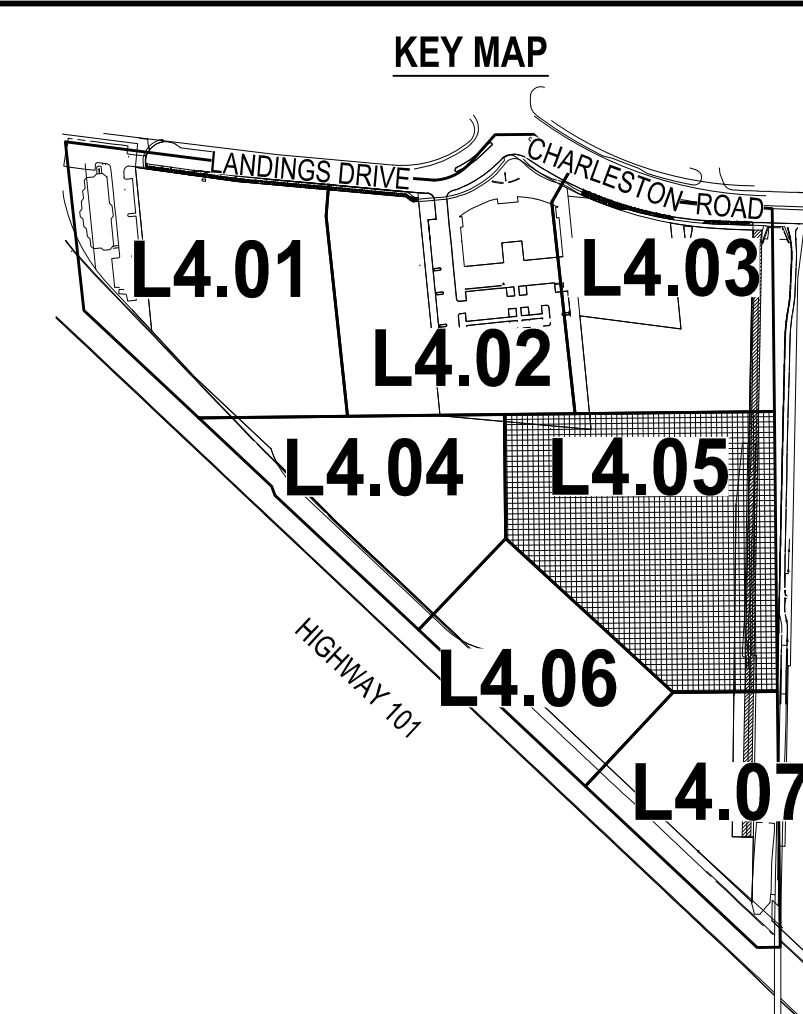 KEY MAP
LANDINGS DRIVE
CHARLESTON ROAD
L4.01
L4.03
L4.02
L4.04
L4.05
HIGHWAY 101
L4.06
L4.07